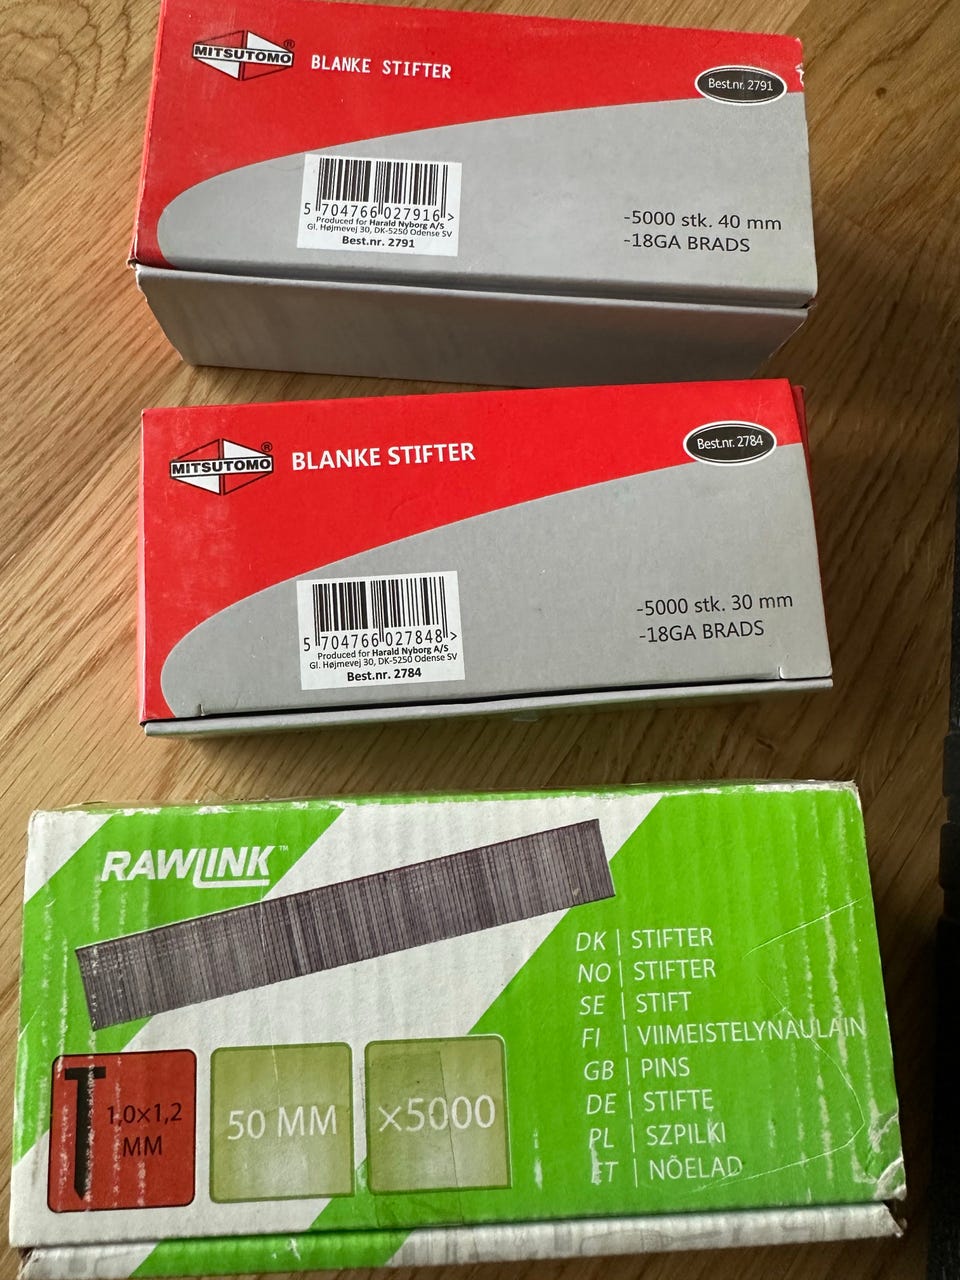 MITSUTOMO®
BLANKE STIFTER
Best.nr. 2791
5 704766 027916 >
Produced for Harald Nyborg A/S
Gl. Højmevej 30, DK-5250 Odense SV
Best.nr. 2791
-5000 stk. 40 mm
-18GA BRADS
MITSUTOMO®
BLANKE STIFTER
Best.nr. 2784
5 704766 027848 >
Produced for Harald Nyborg A/S
Gl. Højmevej 30, DK-5250 Odense SV
Best.nr. 2784
-5000 stk. 30 mm
-18GA BRADS
RAWLINK™
DK | STIFTER
NO | STIFTER
SE | STIFT
FI | VIIMEISTELYNAULAIN
GB | PINS
DE | STIFTE
PL | SZPILKI
ET | NÕELAD
1,0×1,2
MM
50 MM
×5000